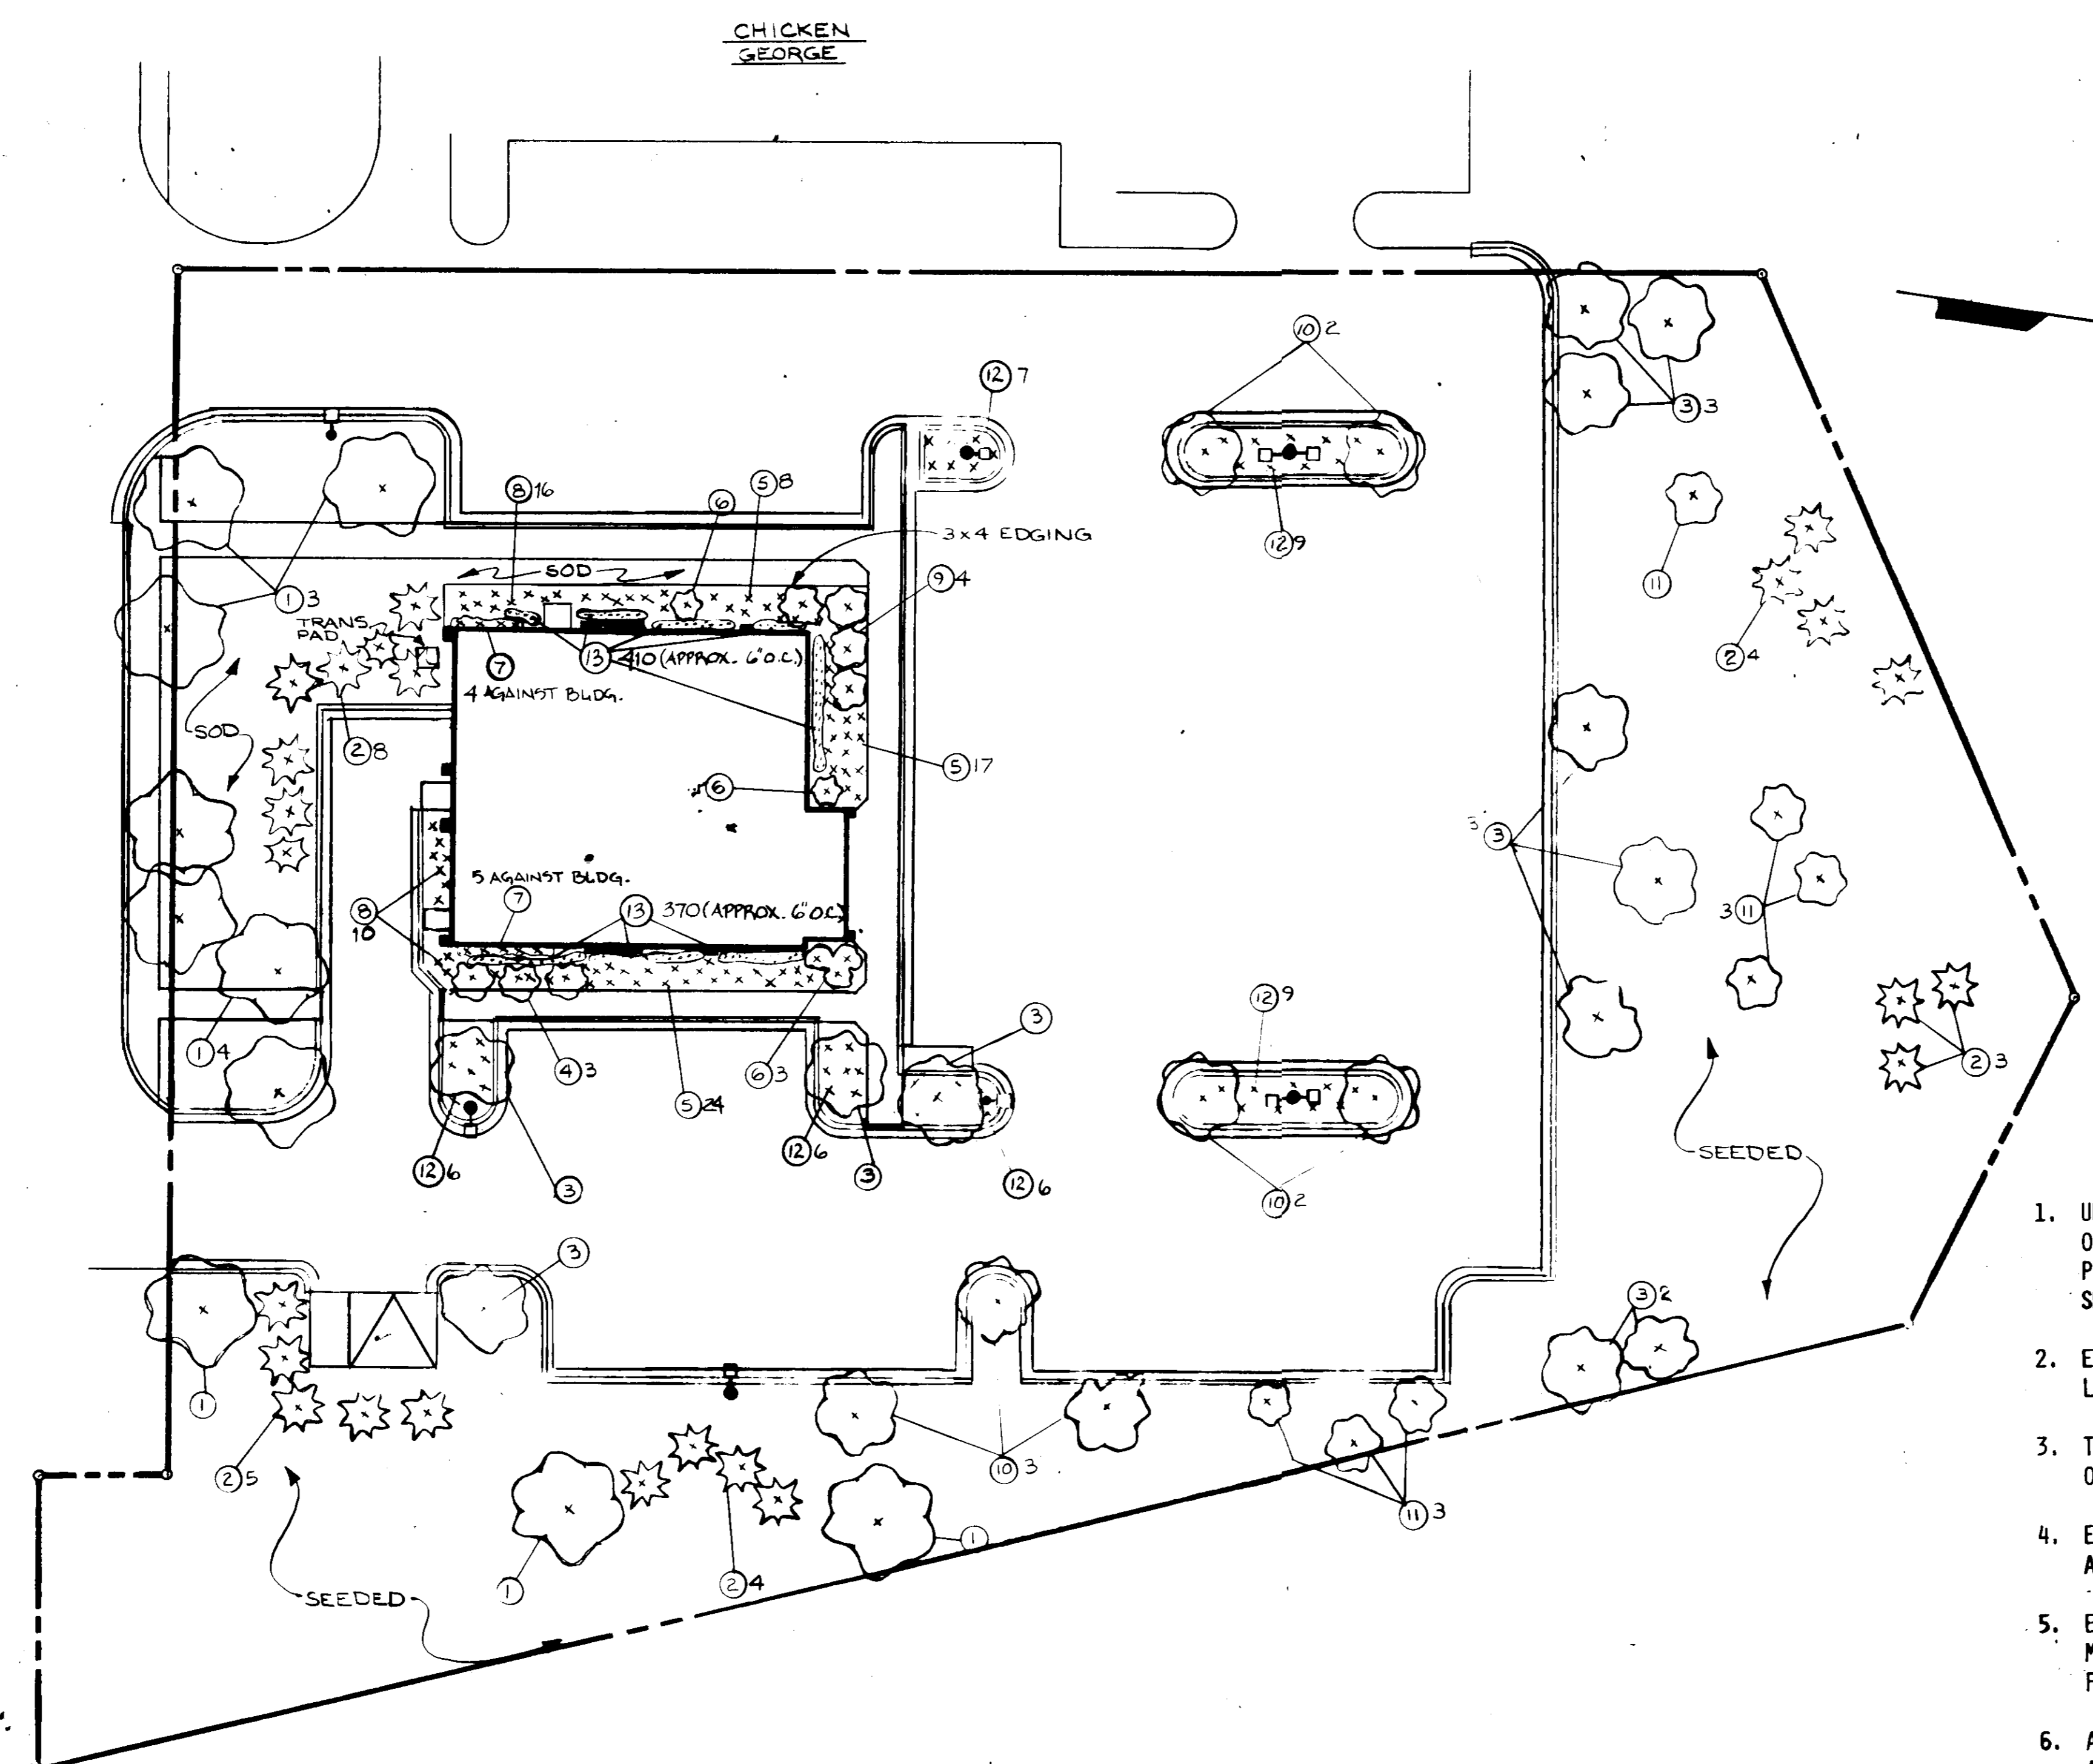 CHICKEN
GEORGE
10 2
12 7
3 3
8 16
6
5 8
3 x 4 EDGING
12 9
SOD
9 4
11
1 3
TRANS.
PAD
7
13 410 (APPROX. 6" O.C.)
2 4
4 AGAINST BLDG.
SOD
2 8
5 17
6
3
3
5 AGAINST BLDG.
7
13 370 (APPROX. 6" O.C.)
8
10
3 11
12 9
3
1 4
4 3
6 3
2 3
5 24
SEEDED
12 6
12 6
3
12 6
3
10 2
1. U
O
P
S
3
3 2
2. E
L
1
2 5
10 3
3. T
O
11 3
4. E
A
1
1
2 4
SEEDED
5. E
M
F
6. A